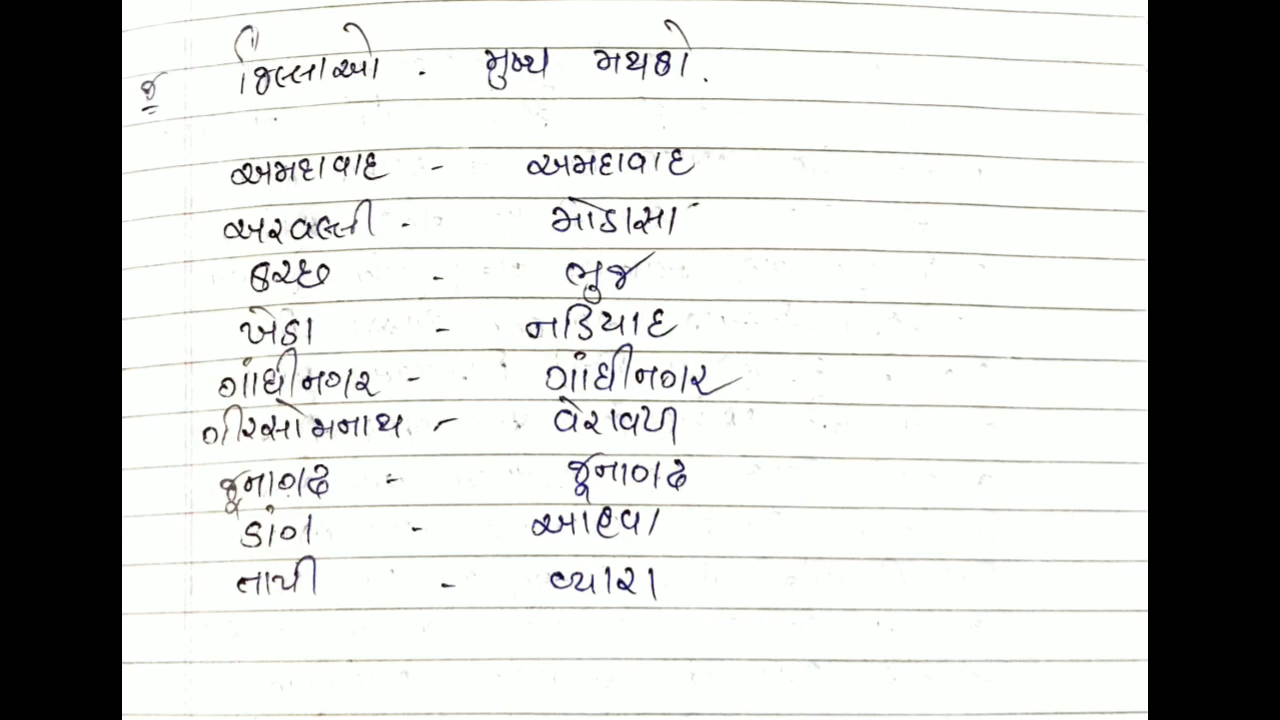 જિલ્લાઓ . મુખ્ય મથકો.
જુ
અમદાવાદ - અમદાવાદ
અરવલ્લી - મોડાસા
કચ્છ - ભુજ
ખેડા - નડિયાદ
ગાંધીનગર - ગાંધીનગર
ગીરસોમનાથ - વેરાવળ
જૂનાગઢ - જૂનાગઢ
ડાંગ - આહવા
તાપી - વ્યારા